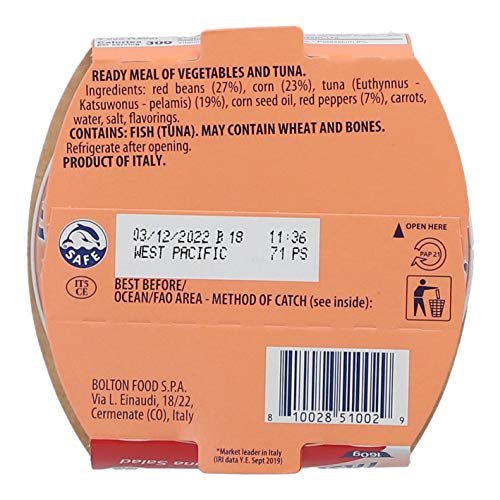 Calories 300
READY MEAL OF VEGETABLES AND TUNA.
Ingredients: red beans (27%), corn (23%), tuna (Euthynnus -
Katsuwonus - pelamis) (19%), corn seed oil, red peppers (7%), carrots,
water, salt, flavorings.
CONTAINS: FISH (TUNA). MAY CONTAIN WHEAT AND BONES.
Refrigerate after opening.
PRODUCT OF ITALY.
SAFE
03/12/2022 B 18 11:36
WEST PACIFIC 71 PS
OPEN HERE
PAP 21
IT5
CE
BEST BEFORE/
OCEAN/FAO AREA - METHOD OF CATCH (see inside):
BOLTON FOOD S.P.A.
Via L. Einaudi, 18/22,
Cermenate (CO), Italy
8 10028 51002 9
*Market leader in Italy
(IRI data Y.E. Sept 2019)
160g
Salad